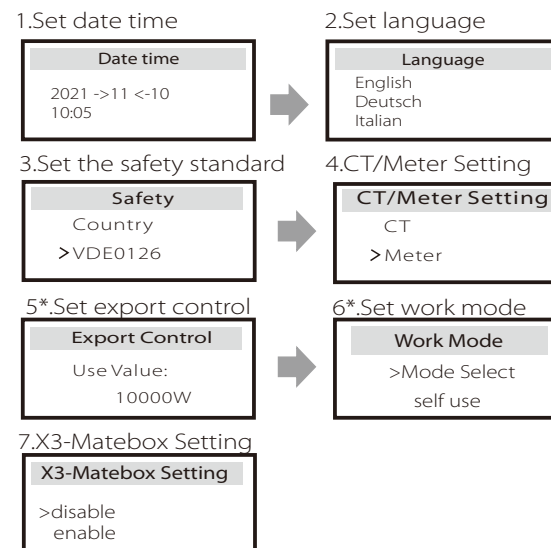 1.Set date time
Date time
2021 ->11 <-10
10:05
2.Set language
Language
English
Deutsch
Italian
3.Set the safety standard
Safety
Country
>VDE0126
4.CT/Meter Setting
CT/Meter Setting
CT
>Meter
5*.Set export control
Export Control
Use Value:
10000W
6*.Set work mode
Work Mode
>Mode Select
self use
7.X3-Matebox Setting
X3-Matebox Setting
>disable
enable